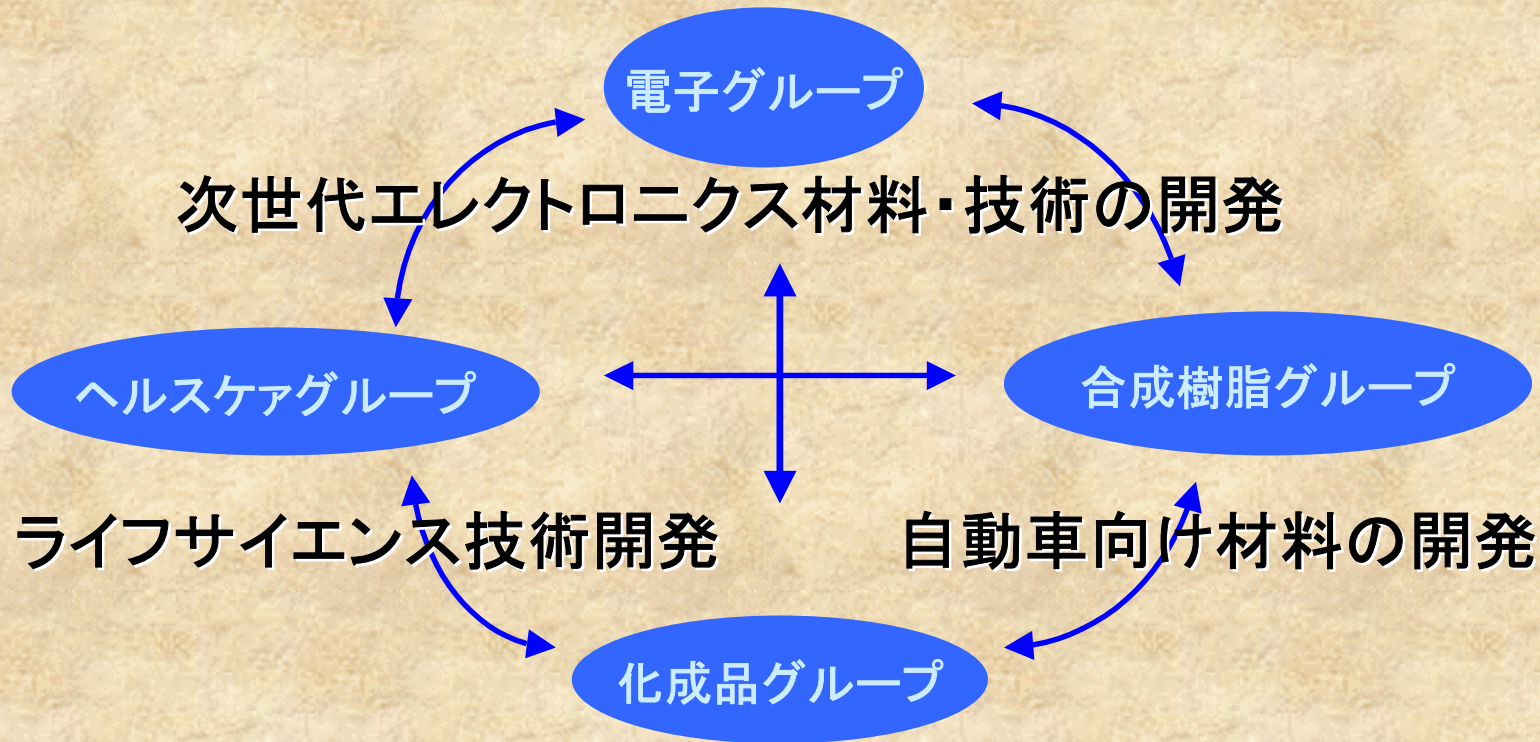 電子グループ
次世代エレクトロニクス材料・技術の開発
ヘルスケァグループ
合成樹脂グループ
ライフサイエンス技術開発
自動車向け材料の開発
化成品グループ